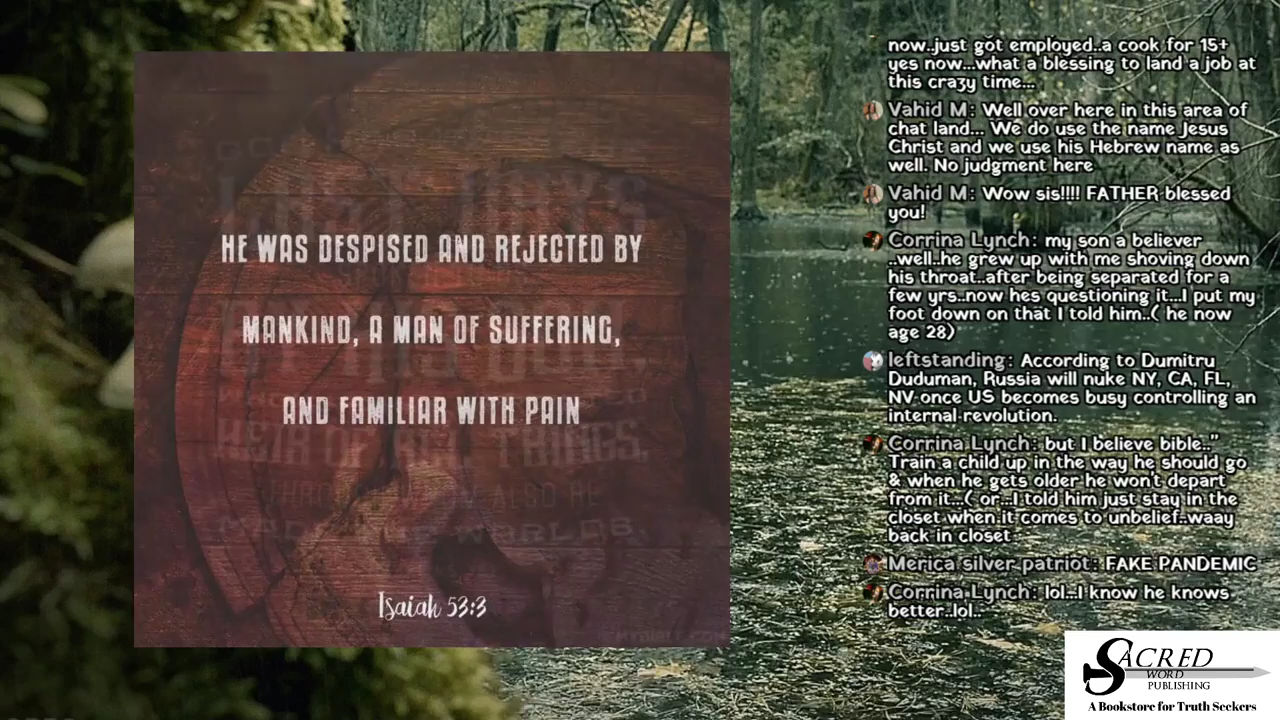 HE WAS DESPISED AND REJECTED BY
MANKIND, A MAN OF SUFFERING,
AND FAMILIAR WITH PAIN
Isaiah 53:3
LAST DAYS
HEIR OF ALL THINGS,
ALSO HE
WORLDS.
now..just got employed..a cook for 15+
yes now...what a blessing to land a job at
this crazy time...
Vahid M: Well over here in this area of
chat land... We do use the name Jesus
Christ and we use his Hebrew name as
well. No judgment here
Vahid M: Wow sis!!!! FATHER blessed
you!
Corrina Lynch: my son a believer
..well..he grew up with me shoving down
his throat..after being separated for a
few yrs..now hes questioning it...I put my
foot down on that I told him..( he now
age 28)
leftstanding: According to Dumitru
Duduman, Russia will nuke NY, CA, FL,
NV once US becomes busy controlling an
internal revolution.
Corrina Lynch: but I believe bible.."
Train a child up in the way he should go
& when he gets older he won't depart
from it...( or...I told him just stay in the
closet when it comes to unbelief..waay
back in closet
Merica silver patriot: FAKE PANDEMIC
Corrina Lynch: lol...I know he knows
better..lol..
SACRED
WORD
PUBLISHING
A Bookstore for Truth Seekers